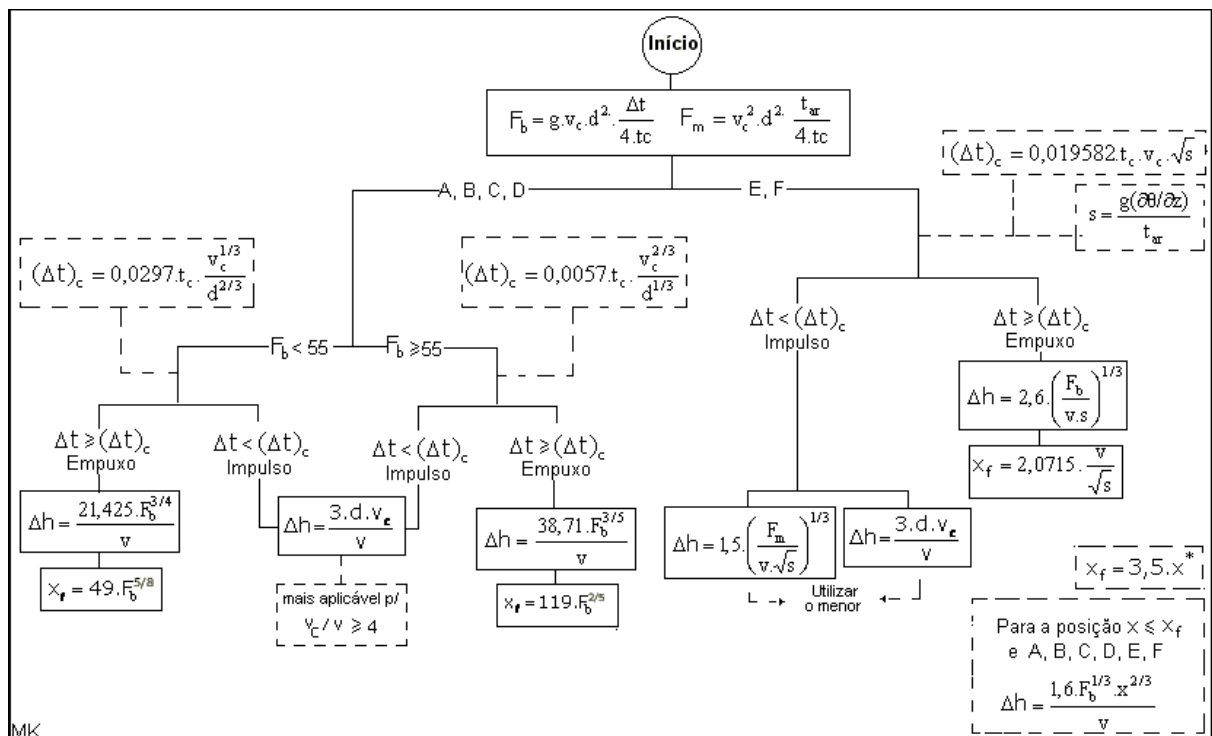 Início
F_b = g.v_c.d². Δt / 4.tc   F_m = v_c².d². t_ar / 4.tc
(Δt)_c = 0,019582.t_c.v_c.√s
s = g(∂θ/∂z) / t_ar
A, B, C, D
E, F
(Δt)_c = 0,0297.t_c. v_c^1/3 / d^2/3
(Δt)_c = 0,0057.t_c. v_c^2/3 / d^1/3
F_b < 55
F_b ⩾ 55
Δt < (Δt)_c
Impulso
Δt ⩾ (Δt)_c
Empuxo
Δh = 2,6.(F_b / v.s)^1/3
x_f = 2,0715. v / √s
Δt ⩾ (Δt)_c
Empuxo
Δt < (Δt)_c
Impulso
Δt < (Δt)_c
Impulso
Δt ⩾ (Δt)_c
Empuxo
Δh = 21,425.F_b^3/4 / v
x_f = 49.F_b^5/8
Δh = 3.d.v_c / v
mais aplicável p/
v_c / v ⩾ 4
Δh = 38,71.F_b^3/5 / v
x_f = 119.F_b^2/5
Δh = 1,5.(F_m / v.√s)^1/3
Δh = 3.d.v_c / v
Utilizar
o menor
x_f = 3,5.x*
Para a posição x ⩽ x_f
e A, B, C, D, E, F
Δh = 1,6.F_b^1/3.x^2/3 / v
MK